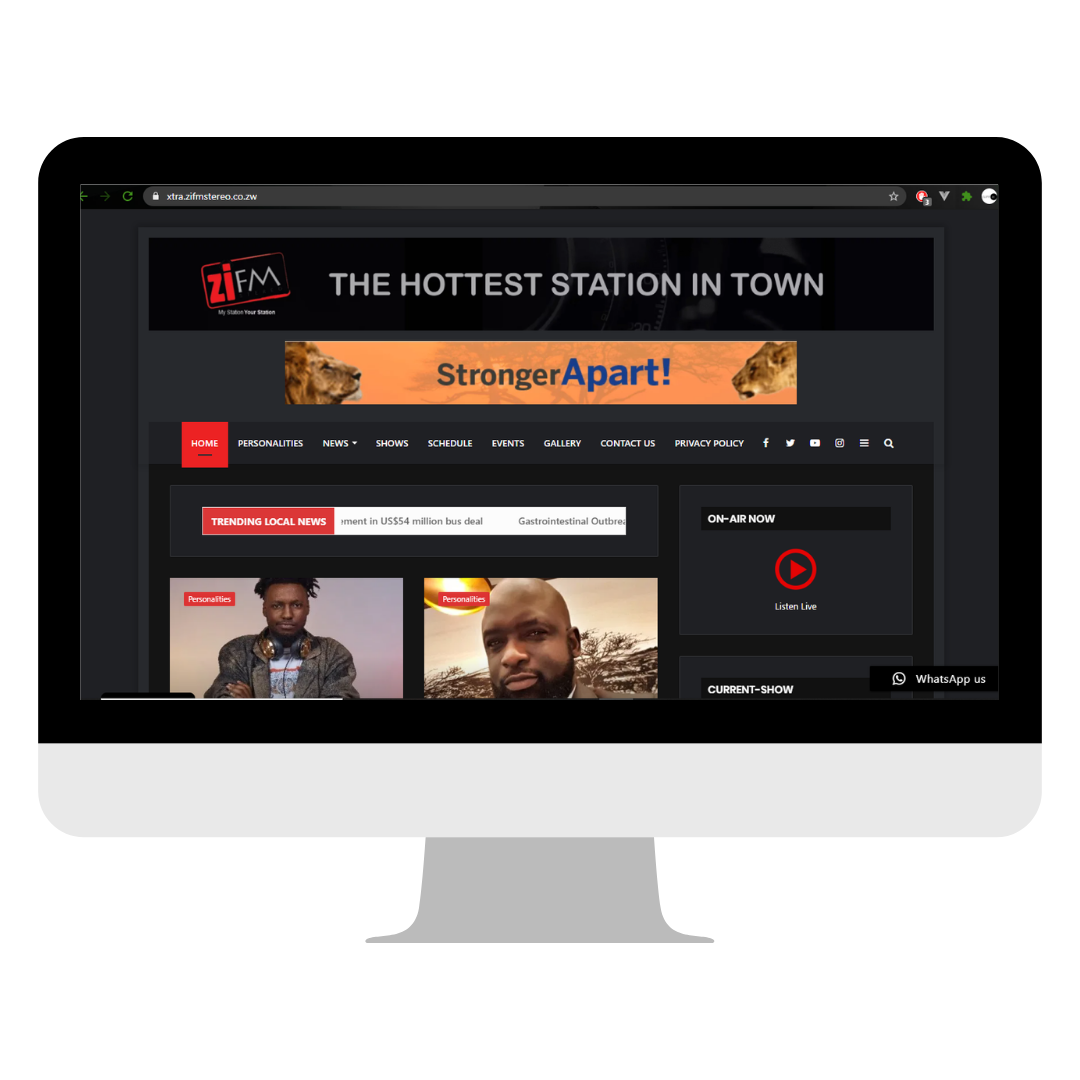 xtra.zifmstereo.co.zw
3
ziFM
My Station Your Station
THE HOTTEST STATION IN TOWN
StrongerApart!
HOME PERSONALITIES NEWS SHOWS SCHEDULE EVENTS GALLERY CONTACT US PRIVACY POLICY
TRENDING LOCAL NEWS ement in US$54 million bus deal Gastrointestinal Outbrea
ON-AIR NOW
Listen Live
Personalities
Personalities
CURRENT-SHOW
WhatsApp us